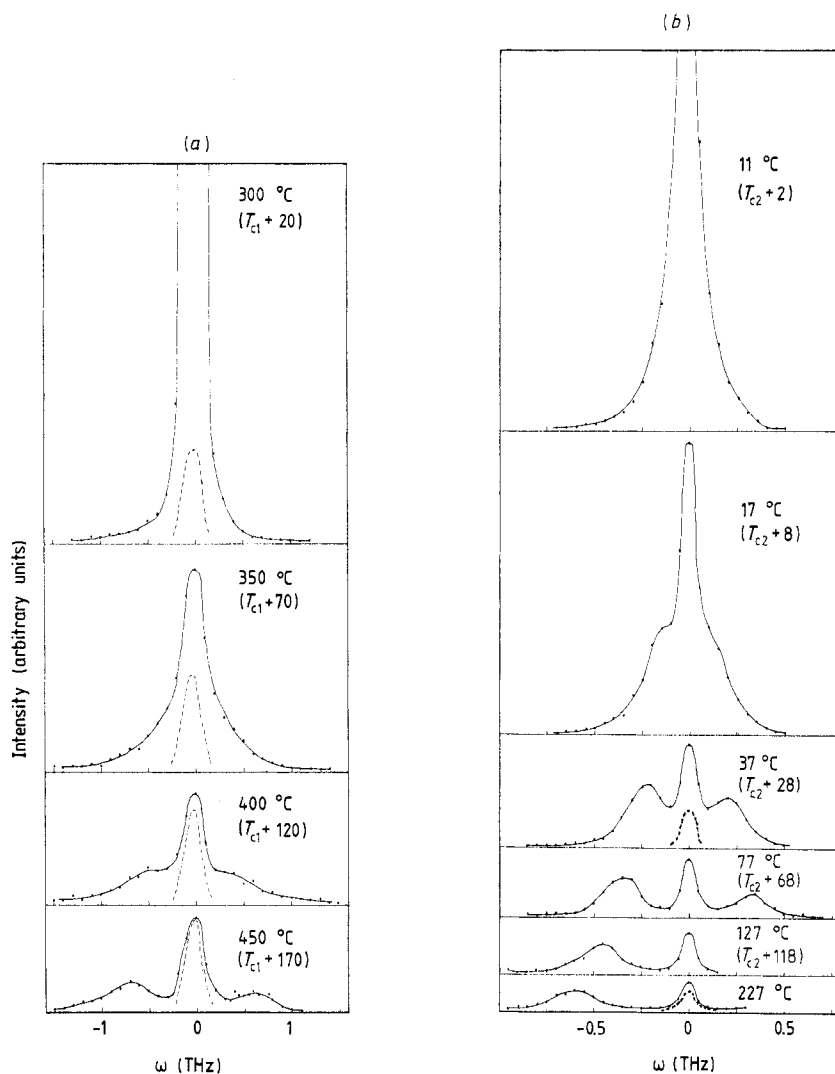 (a)
300 °C
(Tc1 + 20)
350 °C
(Tc1+70)
400 °C
(Tc1 + 120)
450 °C
(Tc1 + 170)
-1
0
1
ω (THz)
Intensity (arbitrary units)
(b)
11 °C
(Tc2 + 2)
17 °C
(Tc2 + 8)
37 °C
(Tc2 + 28)
77 °C
(Tc2 + 68)
127 °C
(Tc2 + 118)
227 °C
-0.5
0
0.5
ω (THz)